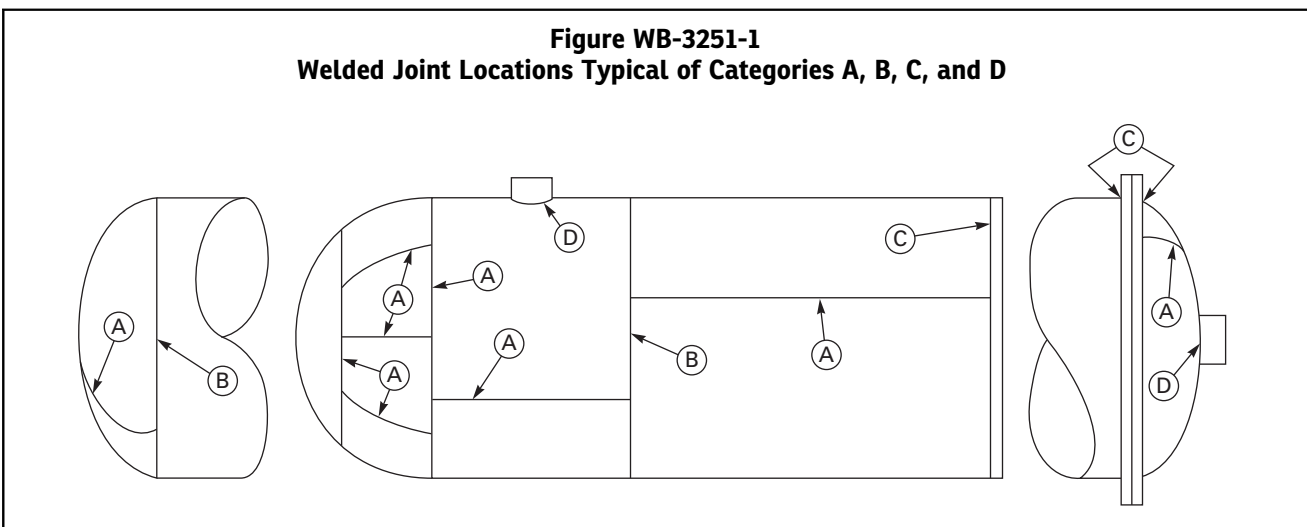 Figure WB-3251-1
Welded Joint Locations Typical of Categories A, B, C, and D
C
D
C
A
A
A
A
A
B
A
B
A
D